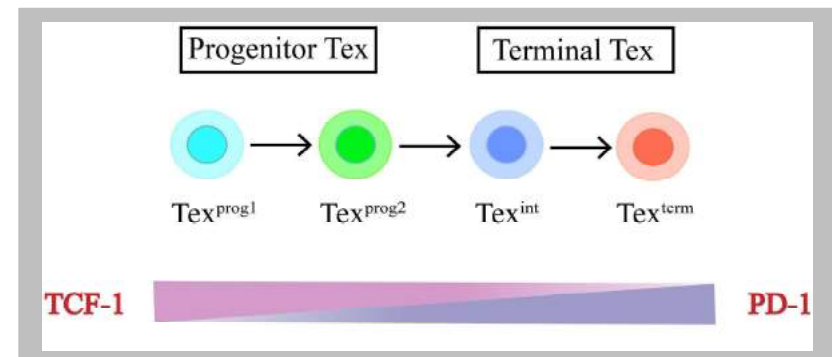 Progenitor Tex Terminal Tex
Tex^prog1 Tex^prog2 Tex^int Tex^term
TCF-1 PD-1